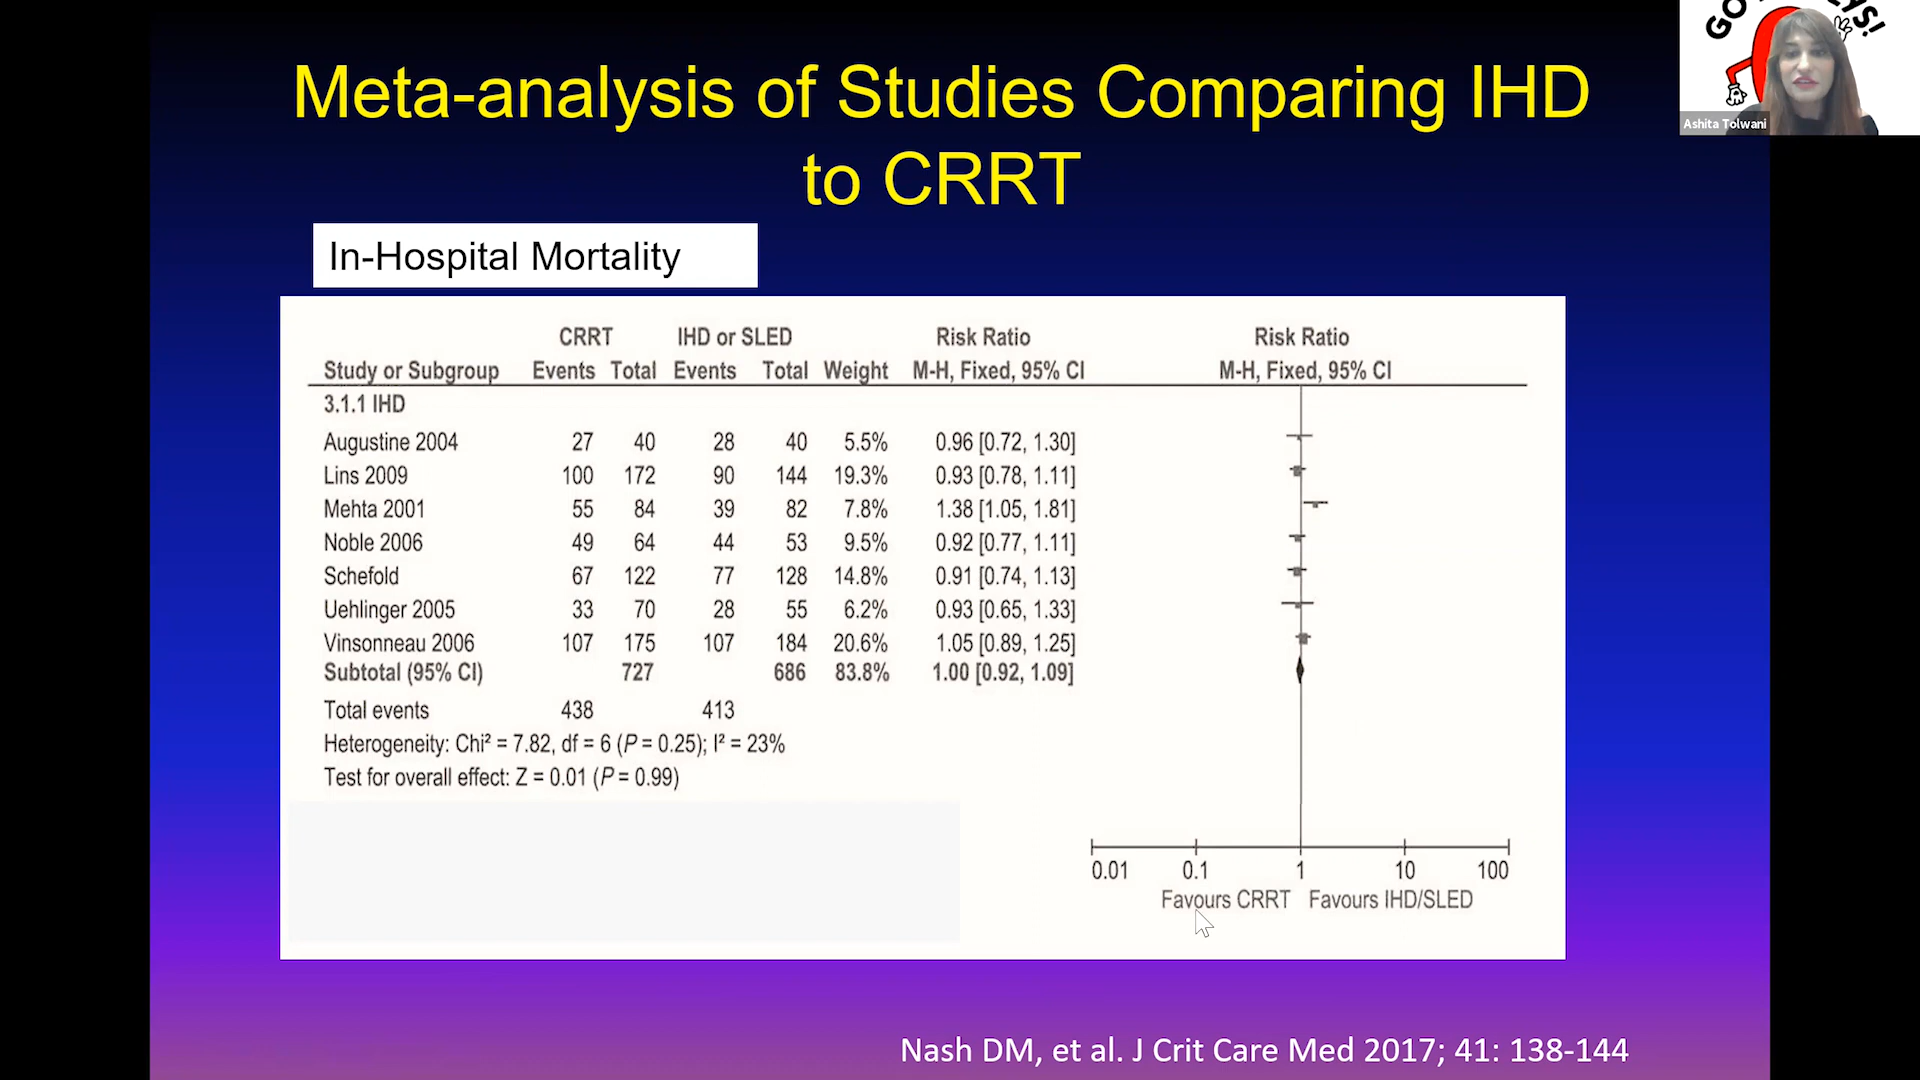 Meta-analysis of Studies Comparing IHD
to CRRT
Ashita Tolwani
In-Hospital Mortality
CRRT IHD or SLED Risk Ratio Risk Ratio
Study or Subgroup Events Total Events Total Weight M-H, Fixed, 95% CI M-H, Fixed, 95% CI
3.1.1 IHD
Augustine 2004 27 40 28 40 5.5% 0.96 [0.72, 1.30]
Lins 2009 100 172 90 144 19.3% 0.93 [0.78, 1.11]
Mehta 2001 55 84 39 82 7.8% 1.38 [1.05, 1.81]
Noble 2006 49 64 44 53 9.5% 0.92 [0.77, 1.11]
Schefold 67 122 77 128 14.8% 0.91 [0.74, 1.13]
Uehlinger 2005 33 70 28 55 6.2% 0.93 [0.65, 1.33]
Vinsonneau 2006 107 175 107 184 20.6% 1.05 [0.89, 1.25]
Subtotal (95% CI) 727 686 83.8% 1.00 [0.92, 1.09]
Total events 438 413
Heterogeneity: Chi² = 7.82, df = 6 (P = 0.25); I² = 23%
Test for overall effect: Z = 0.01 (P = 0.99)
0.01 0.1 1 10 100
Favours CRRT Favours IHD/SLED
Nash DM, et al. J Crit Care Med 2017; 41: 138-144